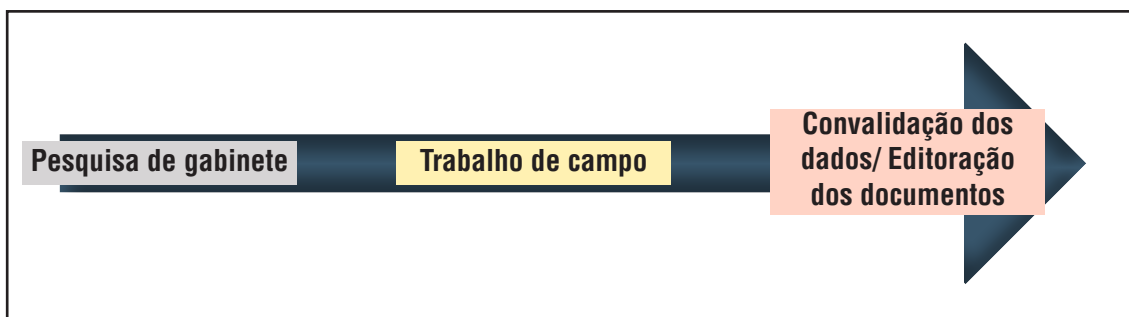 Pesquisa de gabinete
Trabalho de campo
Convalidação dos
dados/ Editoração
dos documentos